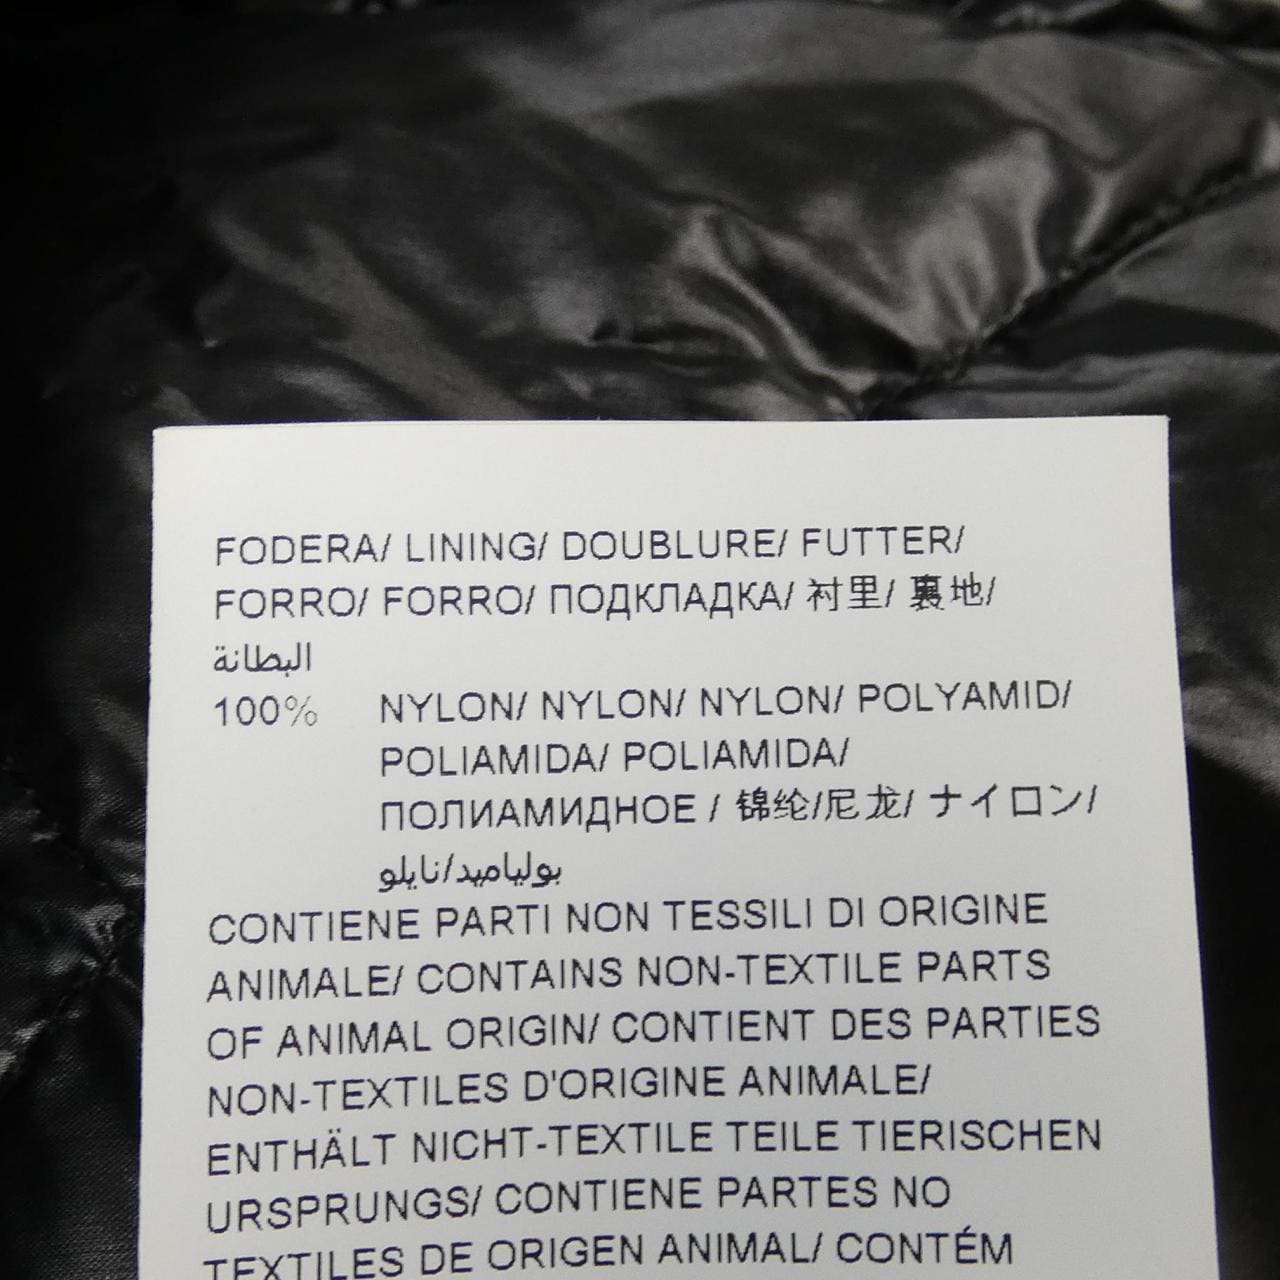 FODERA/ LINING/ DOUBLURE/ FUTTER/
FORRO/ FORRO/ ПОДКЛАДКА/ 衬里/ 裏地/
البطانة
100% NYLON/ NYLON/ NYLON/ POLYAMID/
POLIAMIDA/ POLIAMIDA/
ПОЛИАМИДНОЕ / 锦纶/尼龙/ ナイロン/
بولياميد/نايلو
CONTIENE PARTI NON TESSILI DI ORIGINE
ANIMALE/ CONTAINS NON-TEXTILE PARTS
OF ANIMAL ORIGIN/ CONTIENT DES PARTIES
NON-TEXTILES D'ORIGINE ANIMALE/
ENTHÄLT NICHT-TEXTILE TEILE TIERISCHEN
URSPRUNGS/ CONTIENE PARTES NO
TEXTILES DE ORIGEN ANIMAL/ CONTÉM